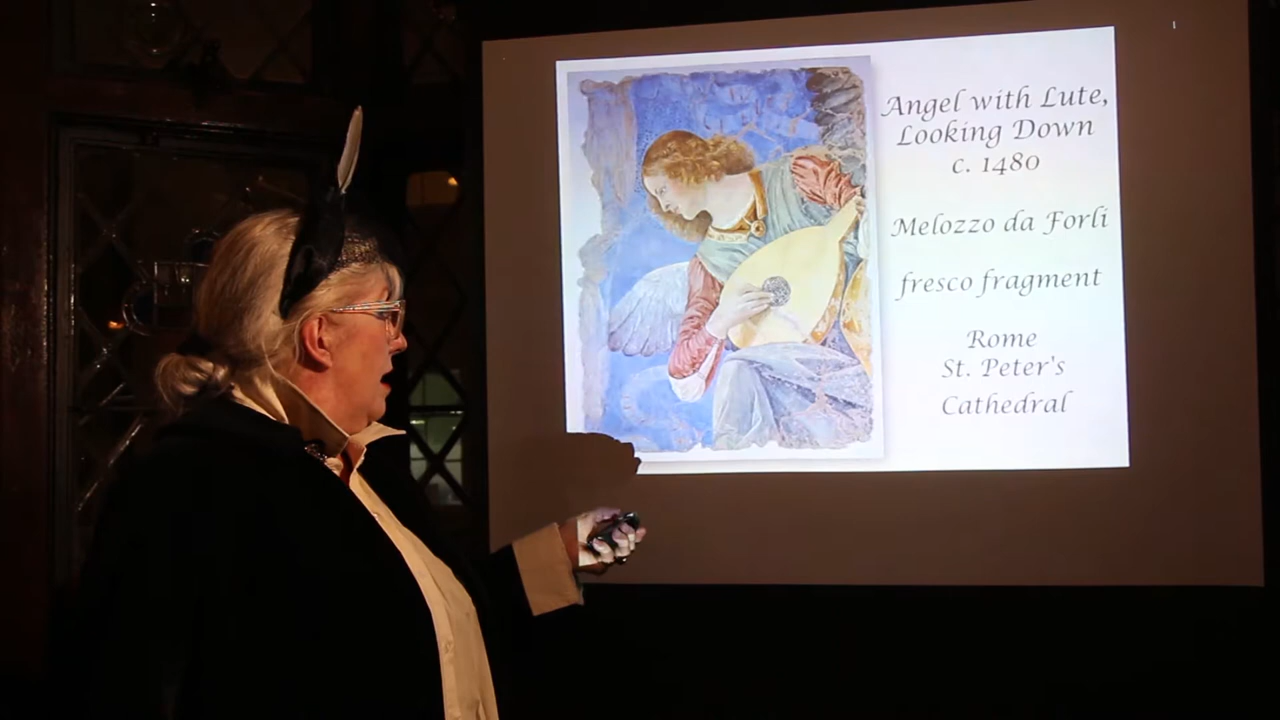 Angel with Lute,
Looking Down
c. 1480
Melozzo da Forli
fresco fragment
Rome
St. Peter's
Cathedral